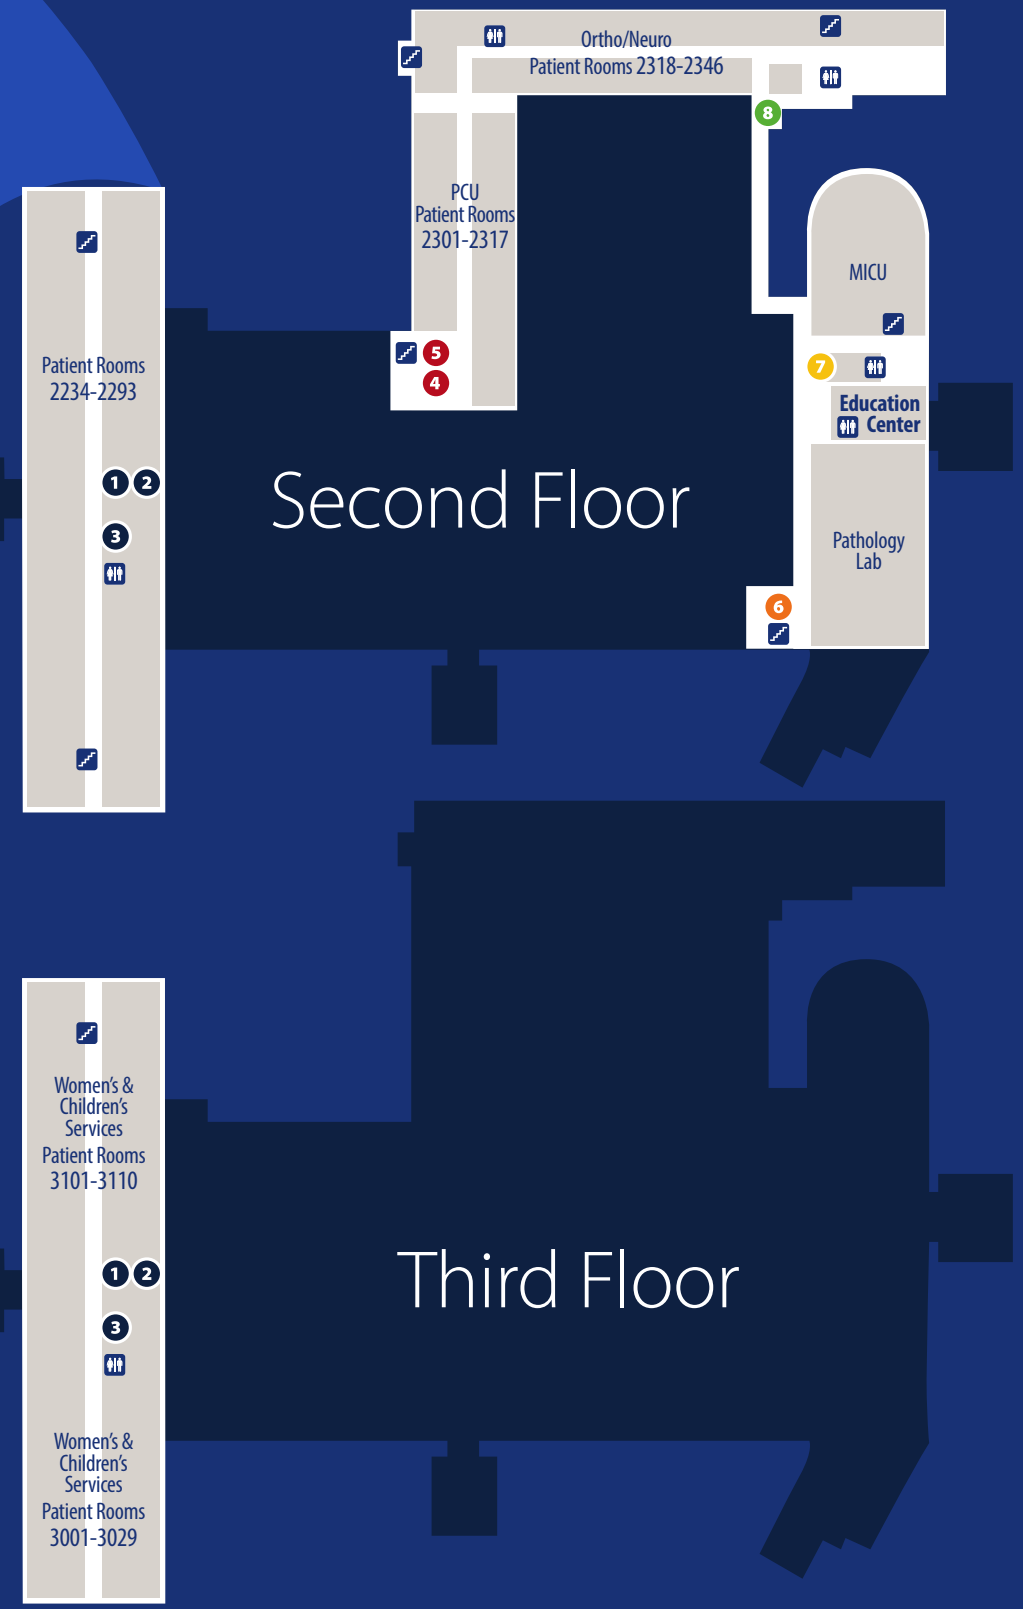 Ortho/Neuro
Patient Rooms 2318-2346
8
PCU
Patient Rooms
2301-2317
MICU
5
4
7
Patient Rooms
2234-2293
Education
Center
1 2
3
Second Floor
Pathology
Lab
6
Women's &
Children's
Services
Patient Rooms
3101-3110
1 2
3
Third Floor
Women's &
Children's
Services
Patient Rooms
3001-3029